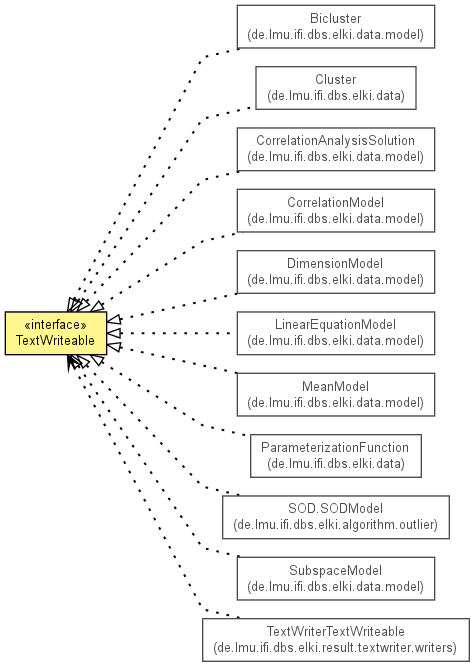 Bicluster
(de.lmu.ifi.dbs.elki.data.model)
Cluster
(de.lmu.ifi.dbs.elki.data)
CorrelationAnalysisSolution
(de.lmu.ifi.dbs.elki.data.model)
CorrelationModel
(de.lmu.ifi.dbs.elki.data.model)
DimensionModel
(de.lmu.ifi.dbs.elki.data.model)
«interface»
TextWriteable
LinearEquationModel
(de.lmu.ifi.dbs.elki.data.model)
MeanModel
(de.lmu.ifi.dbs.elki.data.model)
ParameterizationFunction
(de.lmu.ifi.dbs.elki.data)
SOD.SODModel
(de.lmu.ifi.dbs.elki.algorithm.outlier)
SubspaceModel
(de.lmu.ifi.dbs.elki.data.model)
TextWriterTextWriteable
(de.lmu.ifi.dbs.elki.result.textwriter.writers)